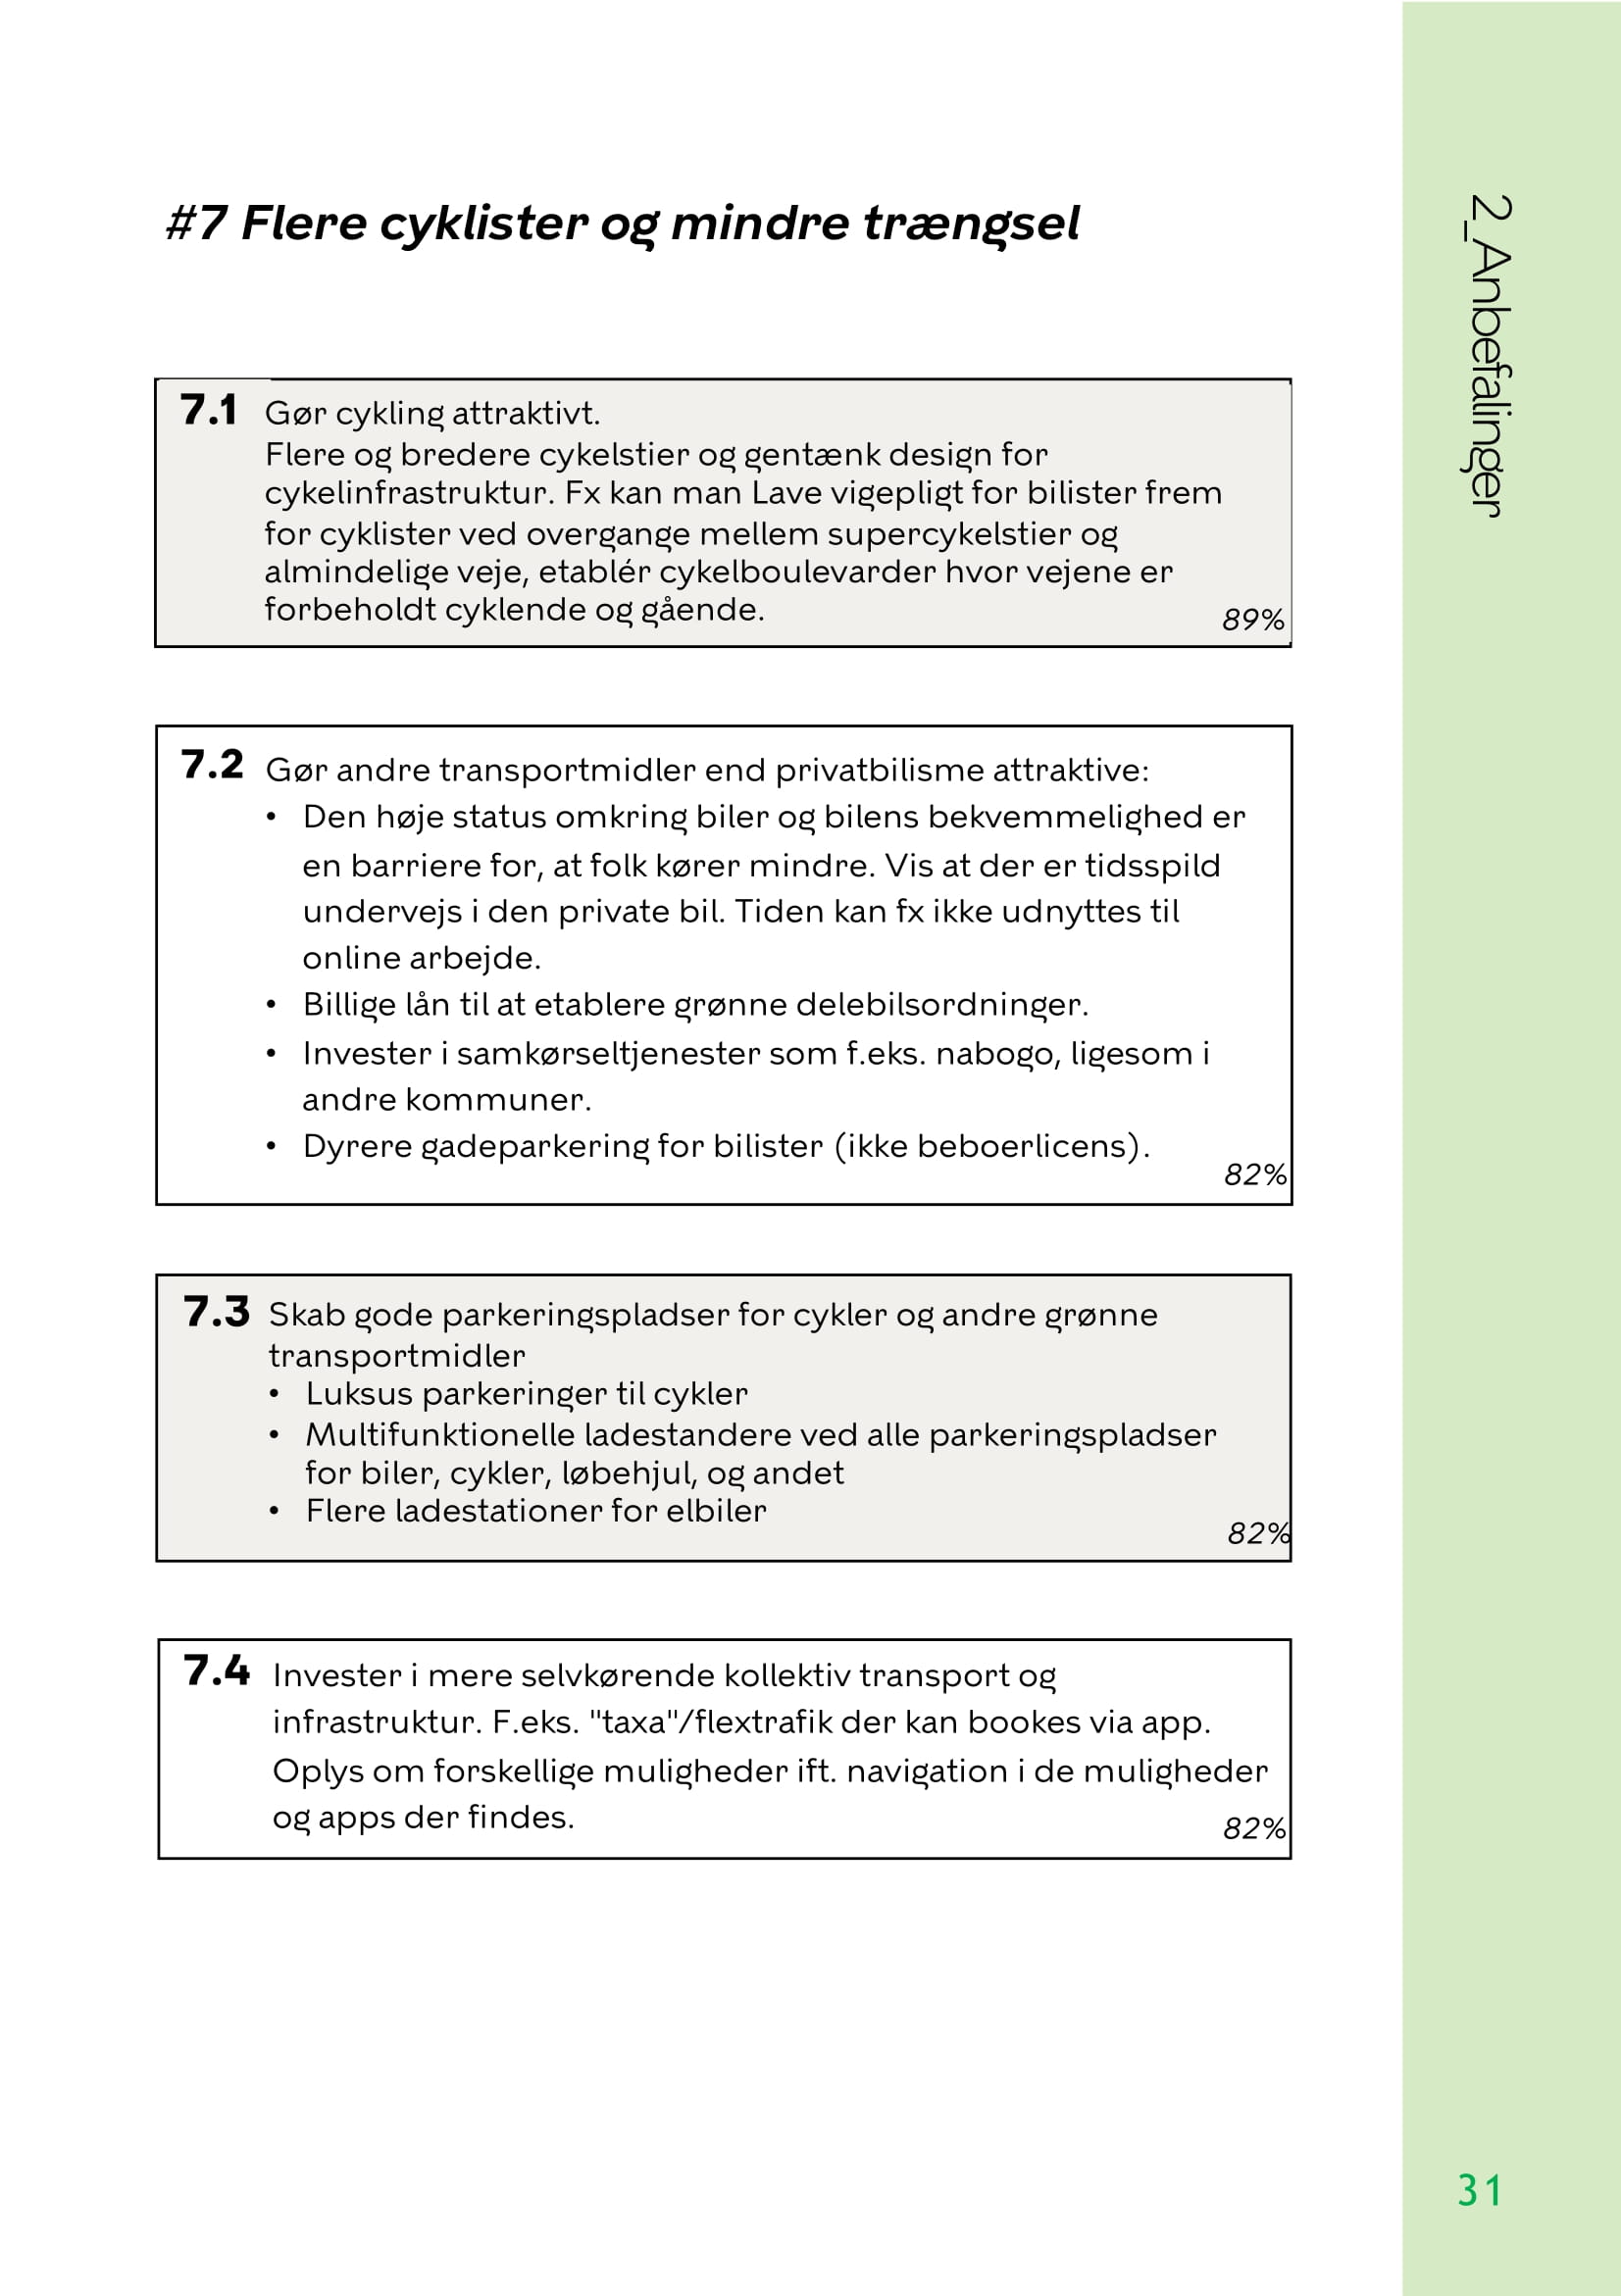 #7 Flere cyklister og mindre trængsel
2_Anbefalinger
7.1 Gør cykling attraktivt.
Flere og bredere cykelstier og gentænk design for
cykelinfrastruktur. Fx kan man Lave vigepligt for bilister frem
for cyklister ved overgange mellem supercykelstier og
almindelige veje, etablér cykelboulevarder hvor vejene er
forbeholdt cyklende og gående.
89%
7.2 Gør andre transportmidler end privatbilisme attraktive:
• Den høje status omkring biler og bilens bekvemmelighed er
en barriere for, at folk kører mindre. Vis at der er tidsspild
undervejs i den private bil. Tiden kan fx ikke udnyttes til
online arbejde.
• Billige lån til at etablere grønne delebilsordninger.
• Invester i samkørseltjenester som f.eks. nabogo, ligesom i
andre kommuner.
• Dyrere gadeparkering for bilister (ikke beboerlicens).
82%
7.3 Skab gode parkeringspladser for cykler og andre grønne
transportmidler
• Luksus parkeringer til cykler
• Multifunktionelle ladestandere ved alle parkeringspladser
for biler, cykler, løbehjul, og andet
• Flere ladestationer for elbiler
82%
7.4 Invester i mere selvkørende kollektiv transport og
infrastruktur. F.eks. "taxa"/flextrafik der kan bookes via app.
Oplys om forskellige muligheder ift. navigation i de muligheder
og apps der findes.
82%
31